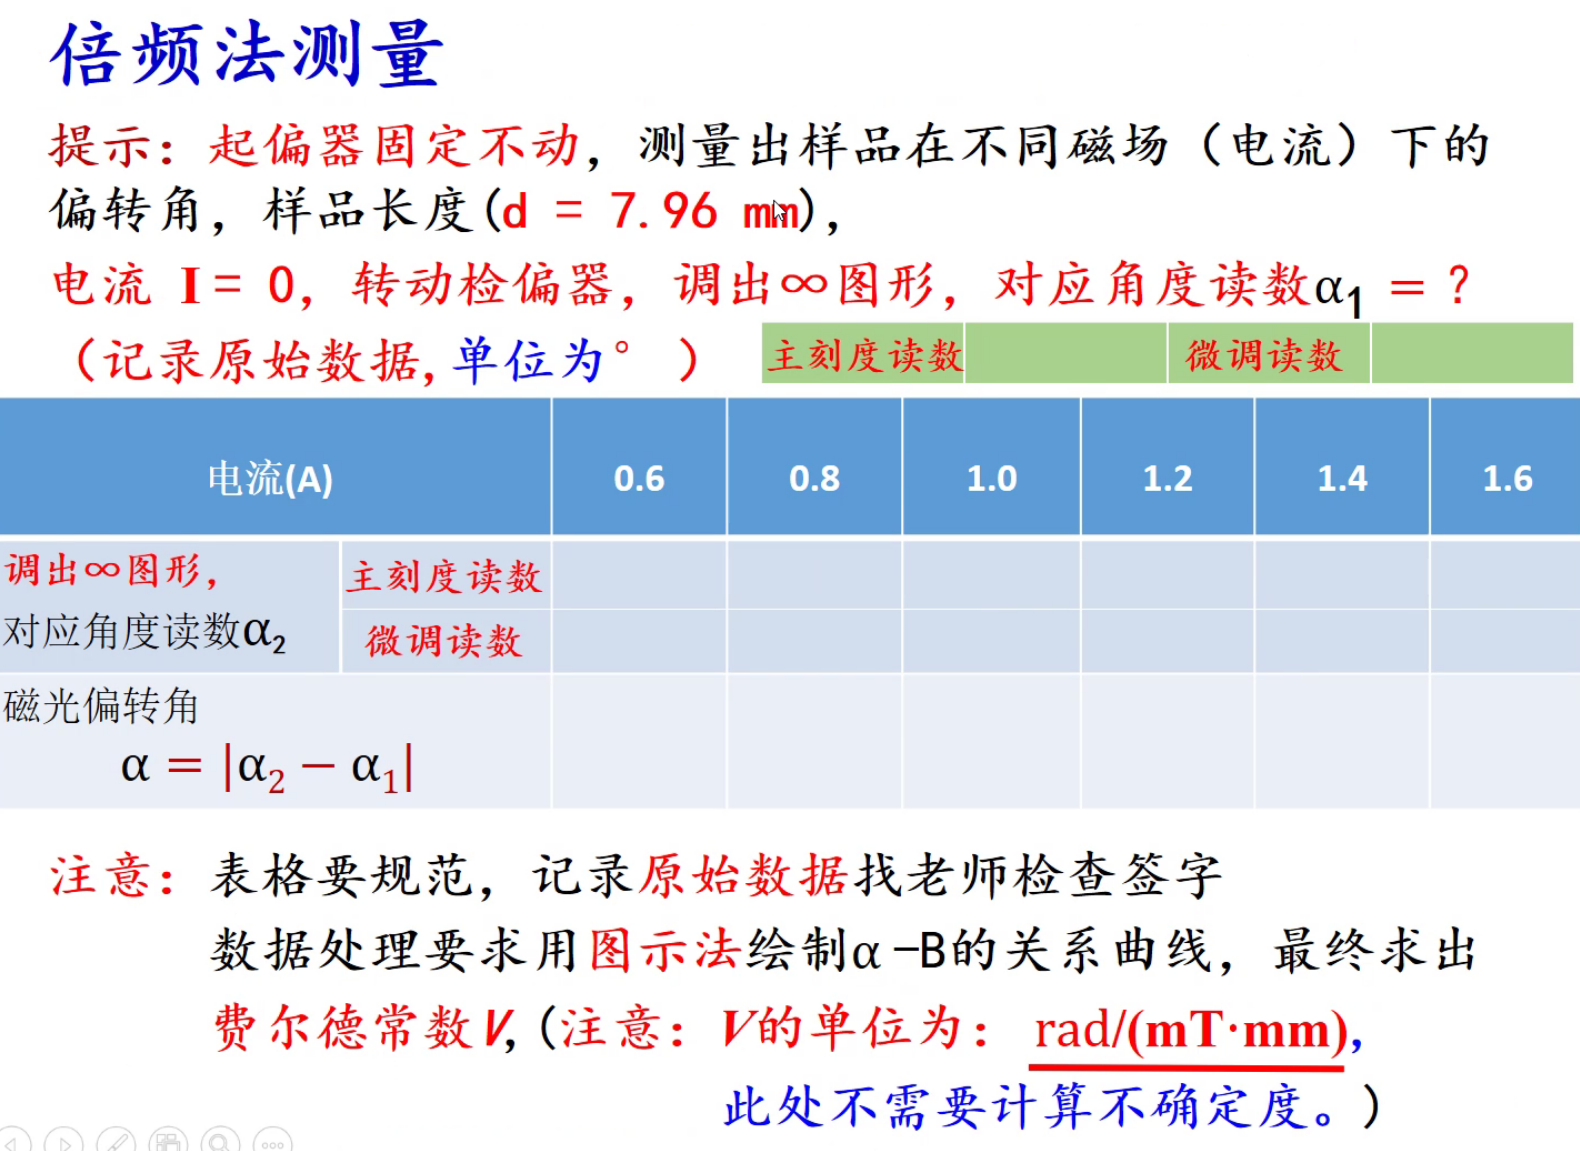 倍频法测量
提示：起偏器固定不动，测量出样品在不同磁场（电流）下的
偏转角，样品长度(d = 7.96 mm)，
电流 I = 0，转动检偏器，调出∞图形，对应角度读数α₁ = ？
（记录原始数据,单位为° ）
主刻度读数 微调读数
电流(A) 0.6 0.8 1.0 1.2 1.4 1.6
调出∞图形，
对应角度读数α₂
主刻度读数
微调读数
磁光偏转角
α = |α₂ − α₁|
注意：表格要规范，记录原始数据找老师检查签字
数据处理要求用图示法绘制α –B的关系曲线，最终求出
费尔德常数V,(注意：V的单位为： rad/(mT·mm),
此处不需要计算不确定度。)